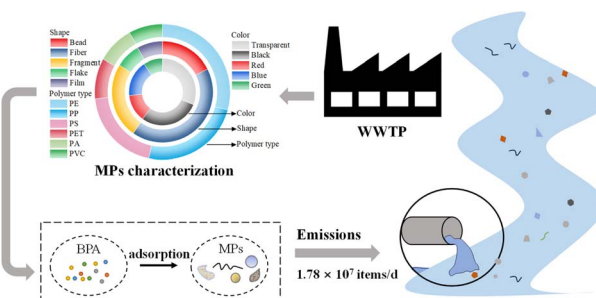 Shape
Bead
Fiber
Fragment
Flake
Film
Polymer type
PE
PP
PS
PET
PA
PVC
Color
Transparent
Black
Red
Blue
Green
Color
Shape
Polymer type
MPs characterization
WWTP
BPA
adsorption
MPs
Emissions
1.78 × 10⁷ items/d